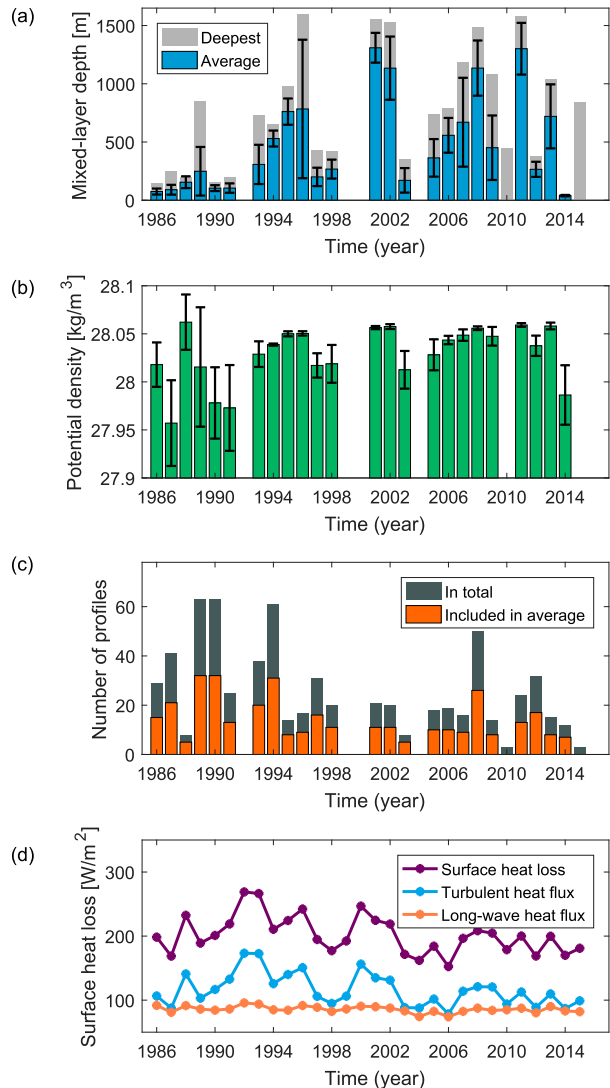 (a)
Mixed-layer depth [m]
1500
1000
500
0
Deepest
Average
1986 1990 1994 1998 2002 2006 2010 2014
Time (year)
(b)
Potential density [kg/m³]
28.1
28.05
28
27.95
27.9
1986 1990 1994 1998 2002 2006 2010 2014
Time (year)
(c)
Number of profiles
60
40
20
0
In total
Included in average
1986 1990 1994 1998 2002 2006 2010 2014
Time (year)
(d)
Surface heat loss [W/m²]
300
200
100
Surface heat loss
Turbulent heat flux
Long-wave heat flux
1986 1990 1994 1998 2002 2006 2010 2014
Time (year)